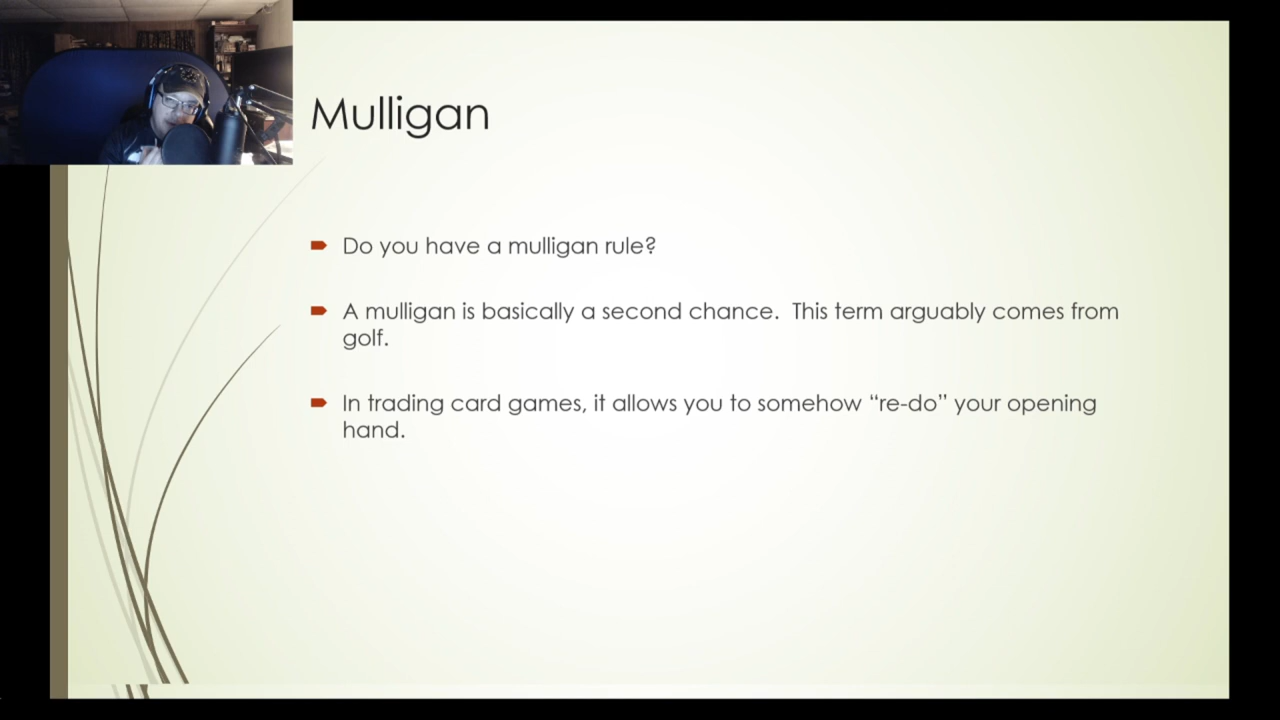 Mulligan
Do you have a mulligan rule?
A mulligan is basically a second chance.  This term arguably comes from
golf.
In trading card games, it allows you to somehow “re-do” your opening
hand.